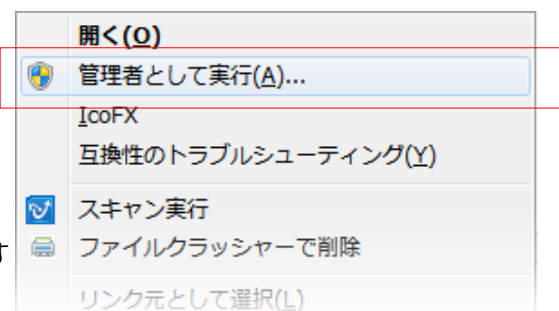 開く(O)
管理者として実行(A)...
IcoFX
互換性のトラブルシューティング(Y)
スキャン実行
す
ファイルクラッシャーで削除
リンク元として選択(L)